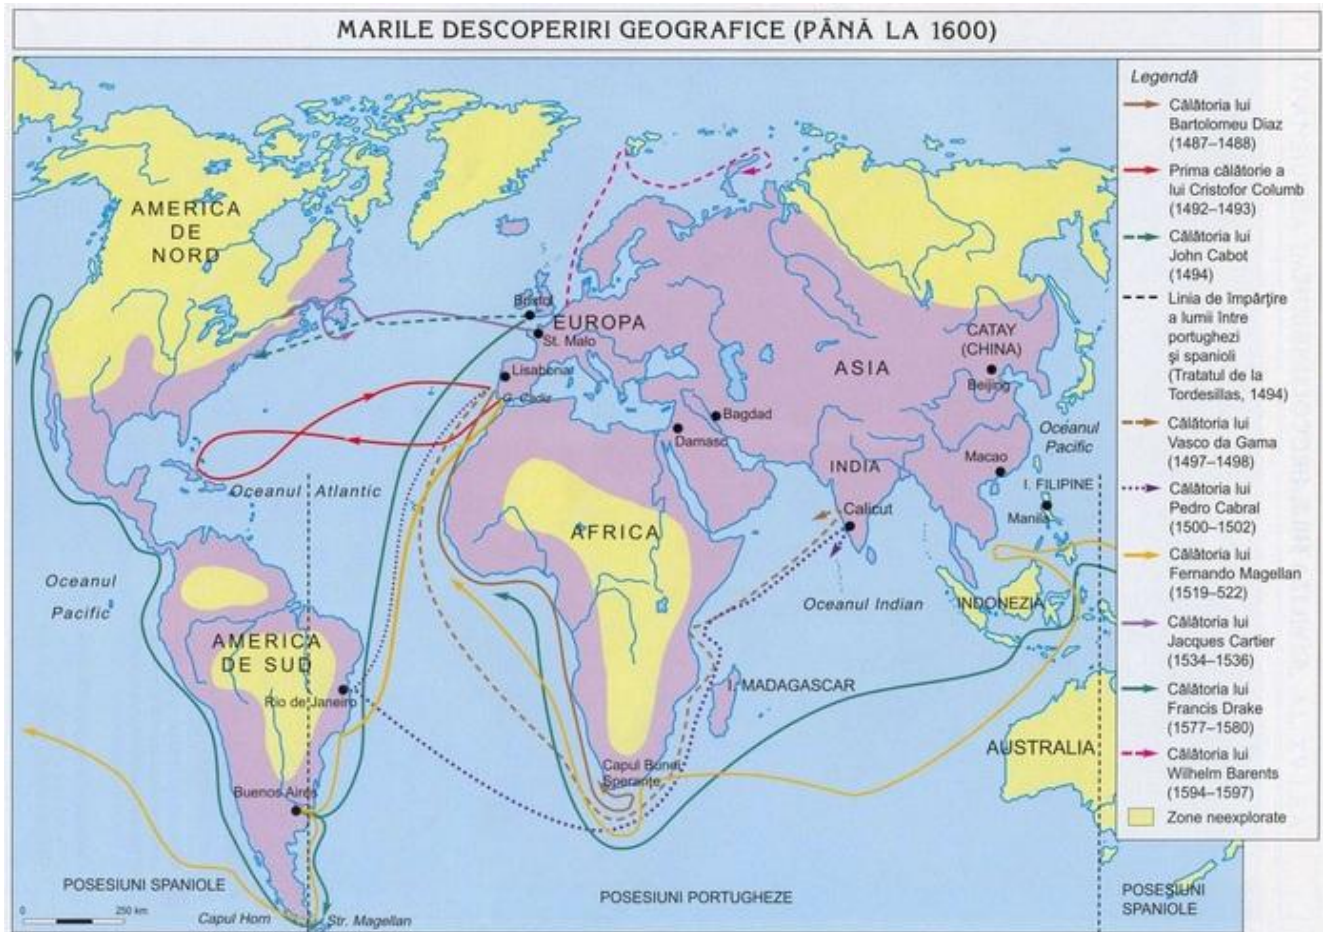 MARILE DESCOPERIRI GEOGRAFICE (PÂNĂ LA 1600)
AMERICA
DE
NORD
Bristol
EUROPA
St. Malo
Lisabona
G. Cadiz
ASIA
CATAY
(CHINA)
Beijing
Bagdad
Damasc
Oceanul
Pacific
Macao
INDIA
I. FILIPINE
Calicut
Manila
Oceanul Atlantic
AFRICA
Oceanul
Pacific
Oceanul Indian
INDONEZIA
AMERICA
DE SUD
Rio de Janeiro
I. MADAGASCAR
AUSTRALIA
Capul Bunei
Speranțe
Buenos Aires
POSESIUNI SPANIOLE
POSESIUNI PORTUGHEZE
POSESIUNI
SPANIOLE
0 250 km
Capul Horn
Str. Magellan
Legendă
Călătoria lui
Bartolomeu Diaz
(1487–1488)
Prima călătorie a
lui Cristofor Columb
(1492–1493)
Călătoria lui
John Cabot
(1494)
Linia de împărțire
a lumii între
portughezi
și spanioli
(Tratatul de la
Tordesillas, 1494)
Călătoria lui
Vasco da Gama
(1497–1498)
Călătoria lui
Pedro Cabral
(1500–1502)
Călătoria lui
Fernando Magellan
(1519–522)
Călătoria lui
Jacques Cartier
(1534–1536)
Călătoria lui
Francis Drake
(1577–1580)
Călătoria lui
Wilhelm Barents
(1594–1597)
Zone neexplorate